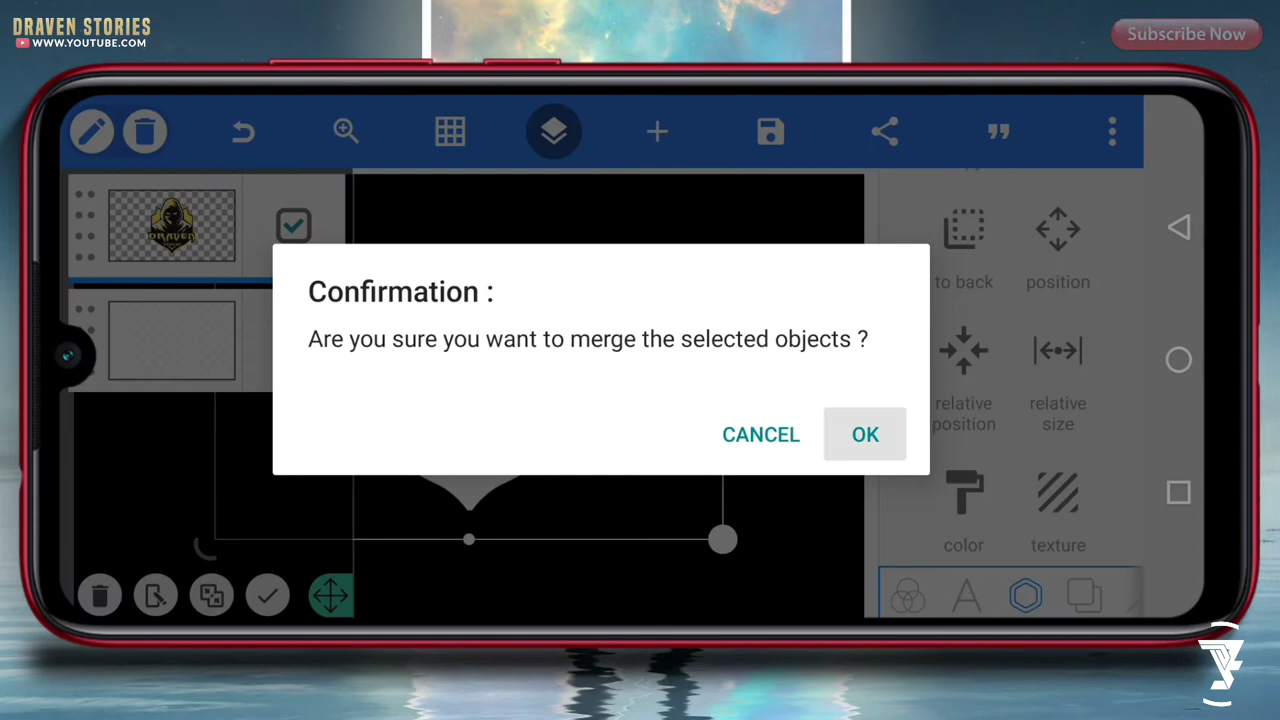 DRAVEN STORIES
WWW.YOUTUBE.COM
Subscribe Now
DRAVEN
Confirmation :
Are you sure you want to merge the selected objects ?
CANCEL
OK
to back
position
relative
position
relative
size
color
texture